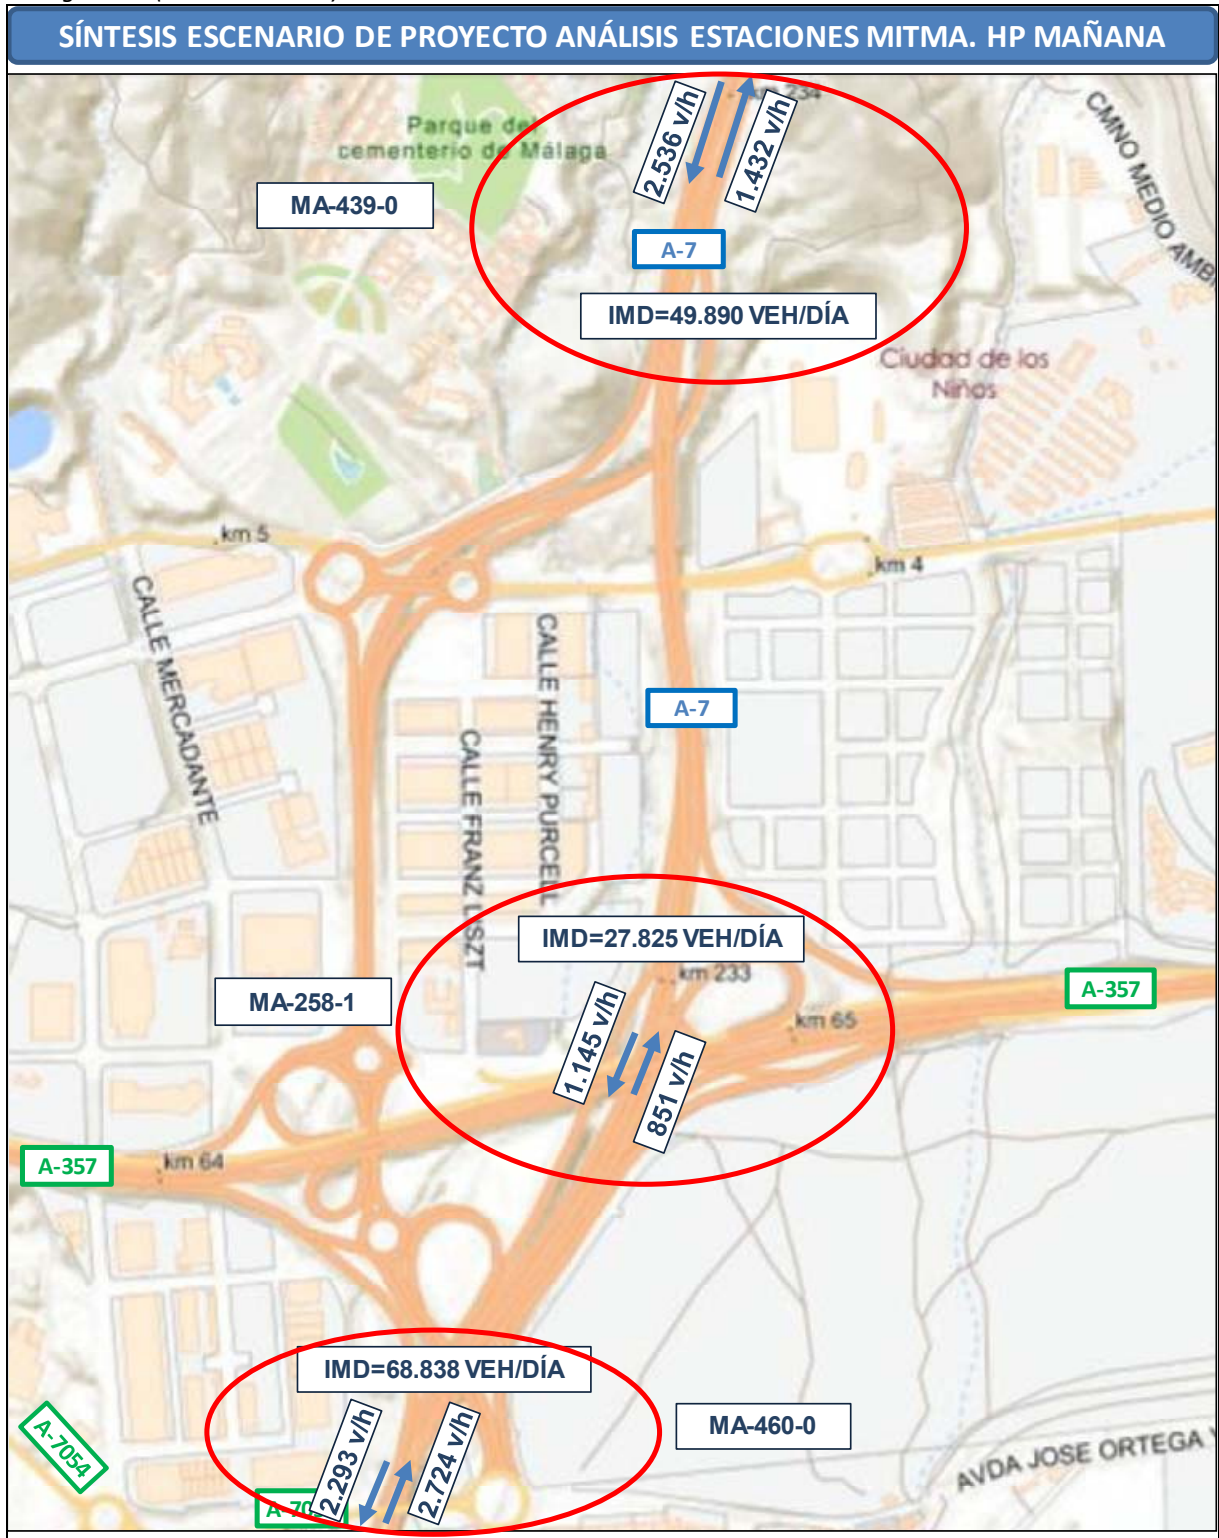 SÍNTESIS ESCENARIO DE PROYECTO ANÁLISIS ESTACIONES MITMA. HP MAÑANA
km 234
2.536 v/h
1.432 v/h
Parque del
cementerio de Málaga
CMNO MEDIO AMB
MA-439-0
A-7
IMD=49.890 VEH/DÍA
Ciudad de los
Niños
km 5
km 4
CALLE MERCADANTE
CALLE HENRY PURCELL
CALLE FRANZ LISZT
A-7
IMD=27.825 VEH/DÍA
km 233
MA-258-1
A-357
km 65
1.145 v/h
851 v/h
A-357
km 64
IMD=68.838 VEH/DÍA
MA-460-0
2.293 v/h
2.724 v/h
A-7054
AVDA JOSE ORTEGA Y